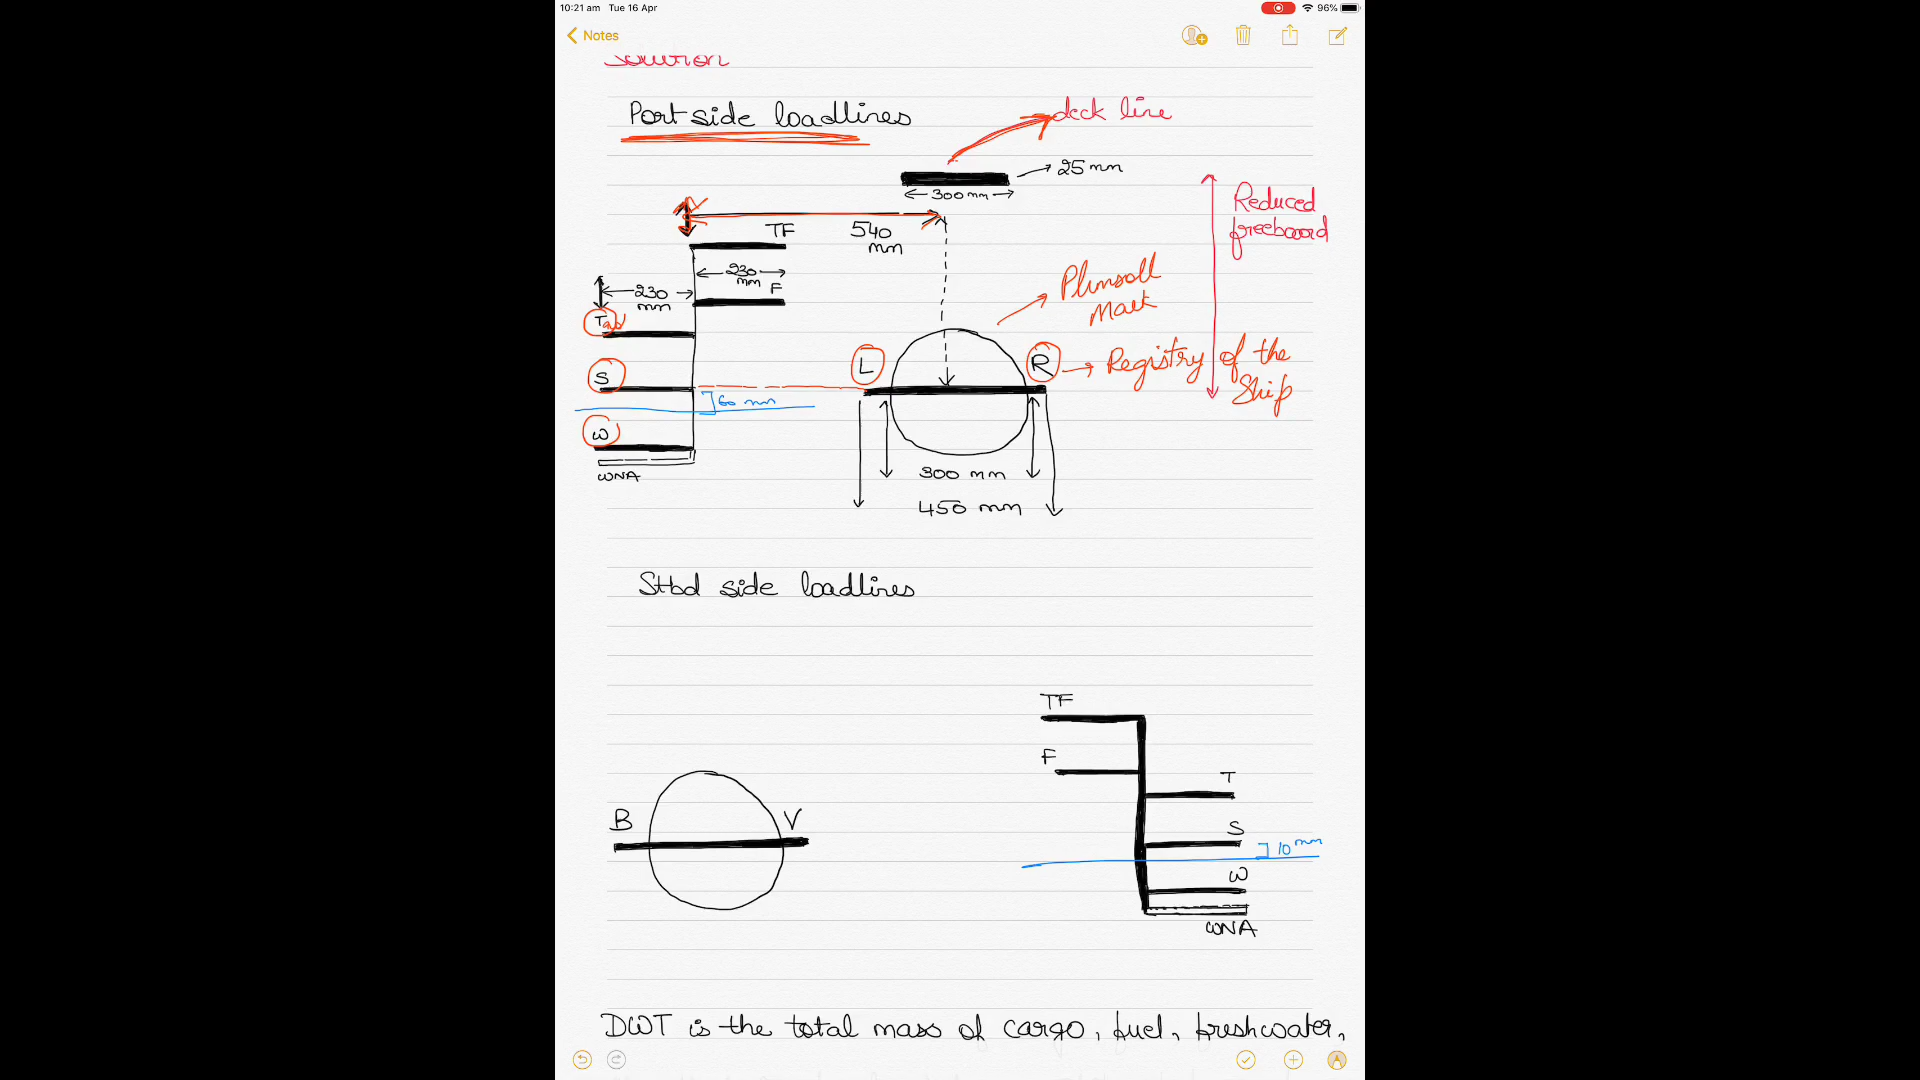 10:21 am Tue 16 Apr
96%
Notes
Solution
Port side loadlines
deck line
25 mm
300 mm
Reduced
freeboard
TF
540
mm
230
mm
F
230
mm
Plimsoll
Mark
T
L
R
Registry of the
Ship
S
60 mm
W
WNA
300 mm
450 mm
Stbd side loadlines
TF
F
T
B
V
S
10 mm
W
WNA
DWT is the total mass of cargo, fuel, freshwater,